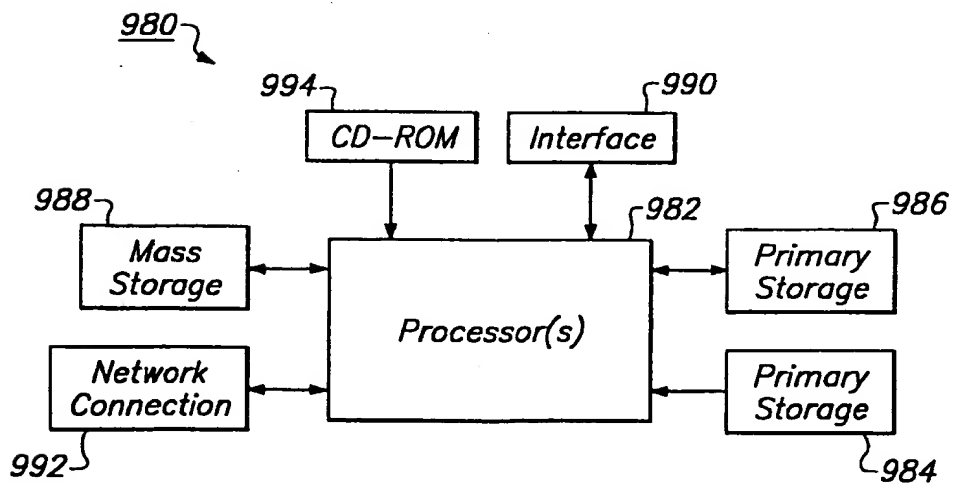 980
994
CD-ROM
990
Interface
988
Mass
Storage
982
Processor(s)
986
Primary
Storage
Network
Connection
992
Primary
Storage
984